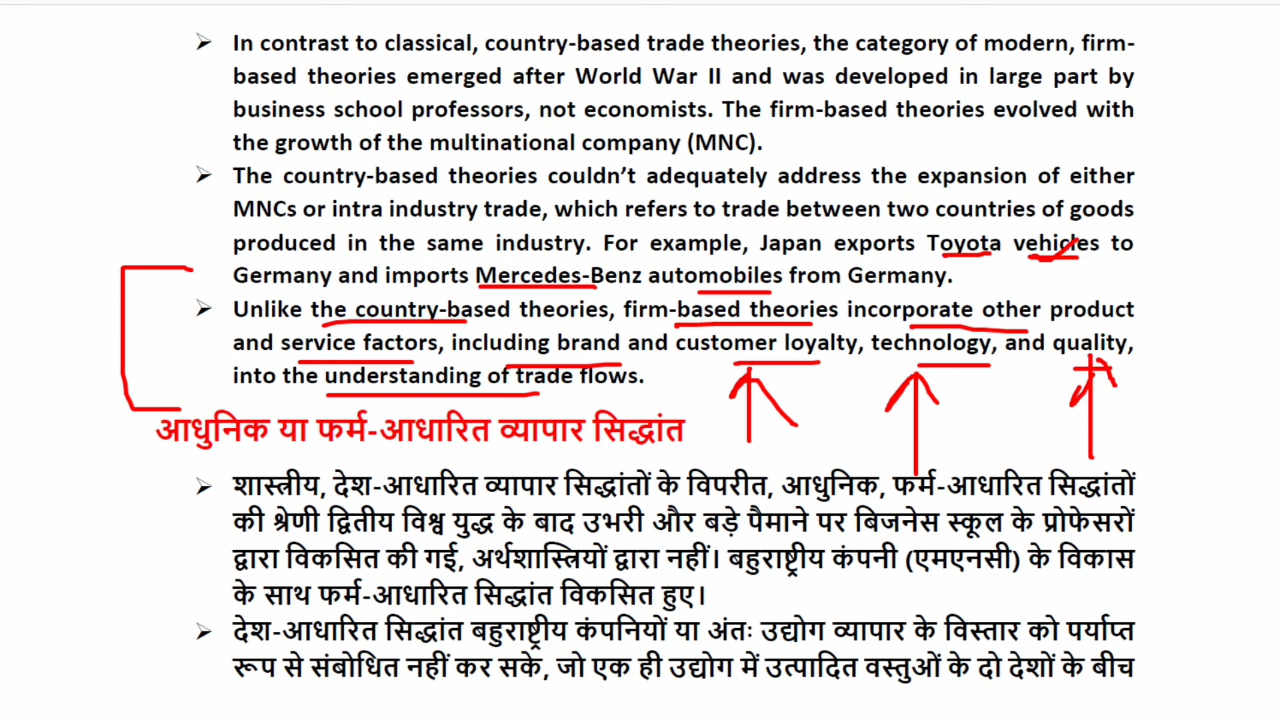 ➢ In contrast to classical, country-based trade theories, the category of modern, firm-
based theories emerged after World War II and was developed in large part by
business school professors, not economists. The firm-based theories evolved with
the growth of the multinational company (MNC).
➢ The country-based theories couldn't adequately address the expansion of either
MNCs or intra industry trade, which refers to trade between two countries of goods
produced in the same industry. For example, Japan exports Toyota vehicles to
Germany and imports Mercedes-Benz automobiles from Germany.
➢ Unlike the country-based theories, firm-based theories incorporate other product
and service factors, including brand and customer loyalty, technology, and quality,
into the understanding of trade flows.
आधुनिक या फर्म-आधारित व्यापार सिद्धांत
➢ शास्त्रीय, देश-आधारित व्यापार सिद्धांतों के विपरीत, आधुनिक, फर्म-आधारित सिद्धांतों
की श्रेणी द्वितीय विश्व युद्ध के बाद उभरी और बड़े पैमाने पर बिजनेस स्कूल के प्रोफेसरों
द्वारा विकसित की गई, अर्थशास्त्रियों द्वारा नहीं। बहुराष्ट्रीय कंपनी (एमएनसी) के विकास
के साथ फर्म-आधारित सिद्धांत विकसित हुए।
➢ देश-आधारित सिद्धांत बहुराष्ट्रीय कंपनियों या अंतः उद्योग व्यापार के विस्तार को पर्याप्त
रूप से संबोधित नहीं कर सके, जो एक ही उद्योग में उत्पादित वस्तुओं के दो देशों के बीच